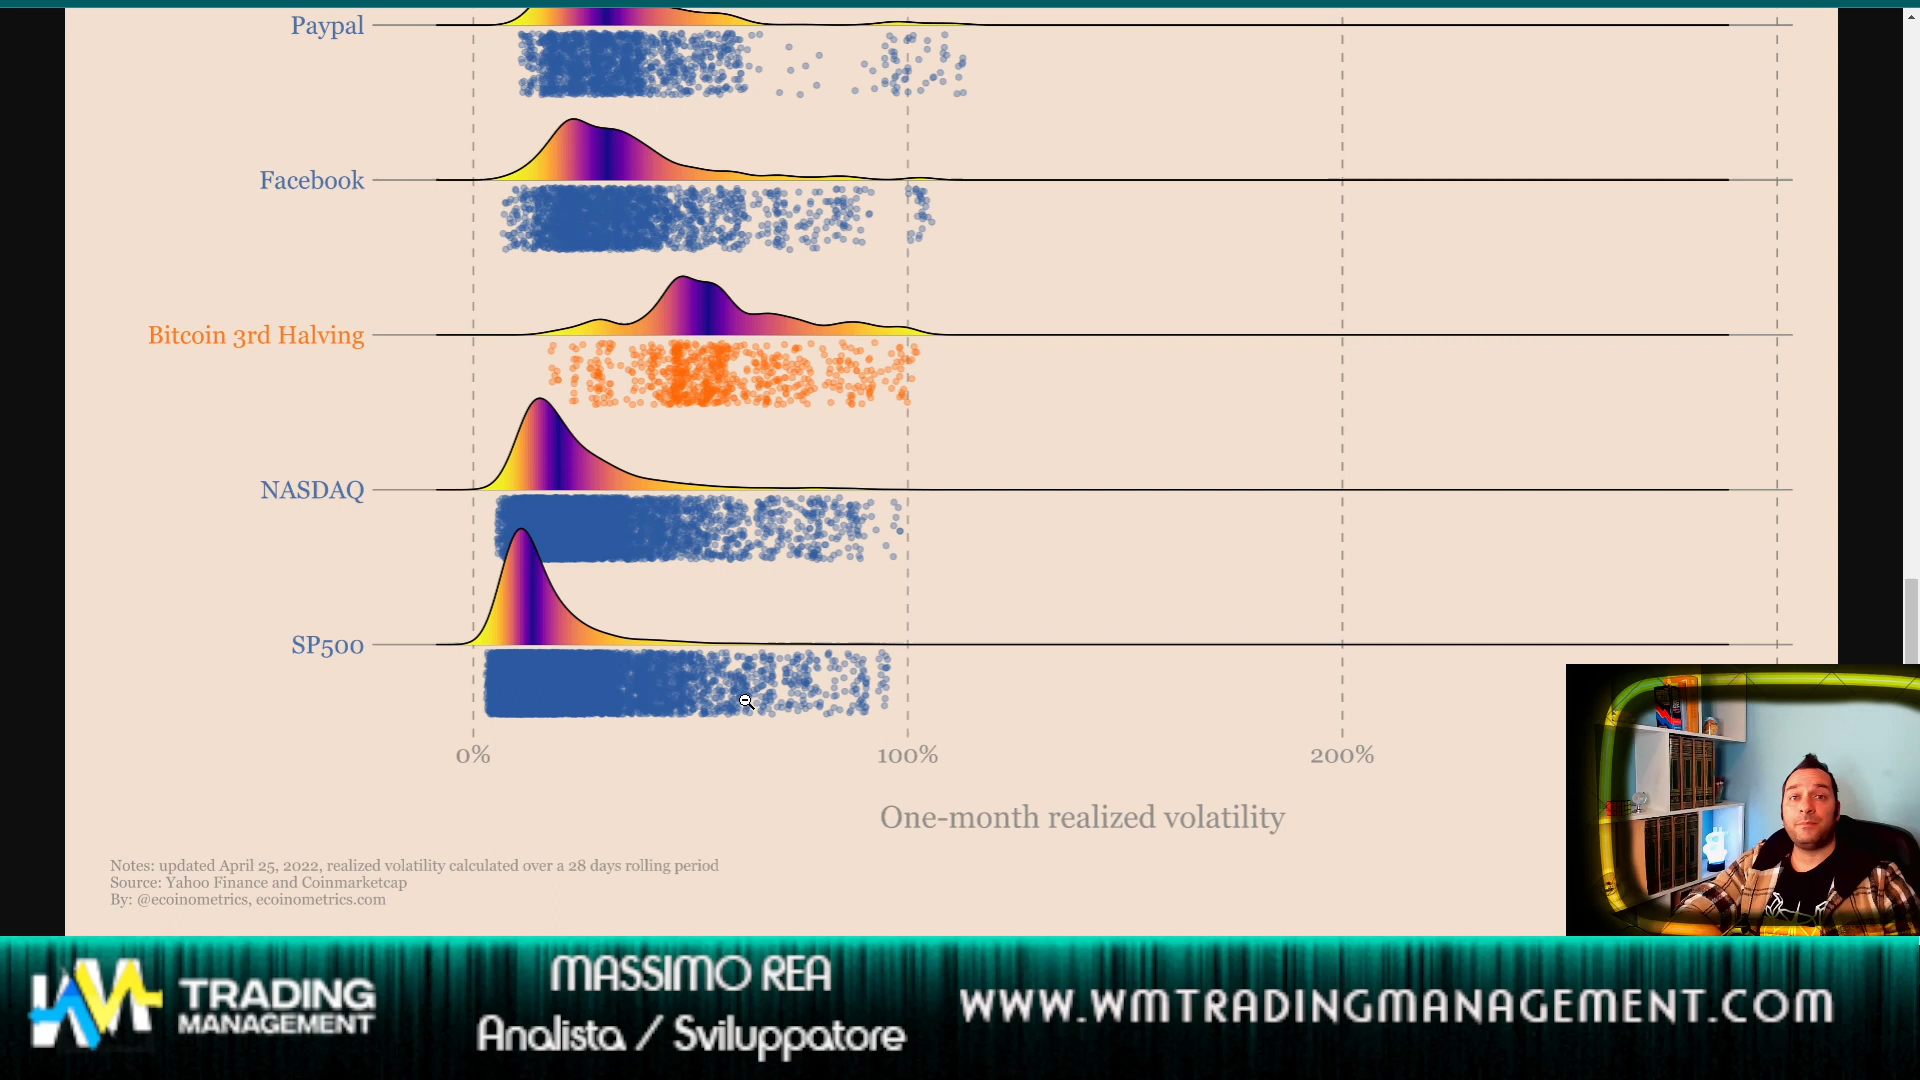 Paypal
Facebook
Bitcoin 3rd Halving
NASDAQ
SP500
0% 100% 200%
One-month realized volatility
Notes: updated April 25, 2022, realized volatility calculated over a 28 days rolling period
Source: Yahoo Finance and Coinmarketcap
By: @ecoinometrics, ecoinometrics.com
WM TRADING MANAGEMENT
MASSIMO REA
Analista / Sviluppatore
WWW.WMTRADINGMANAGEMENT.COM